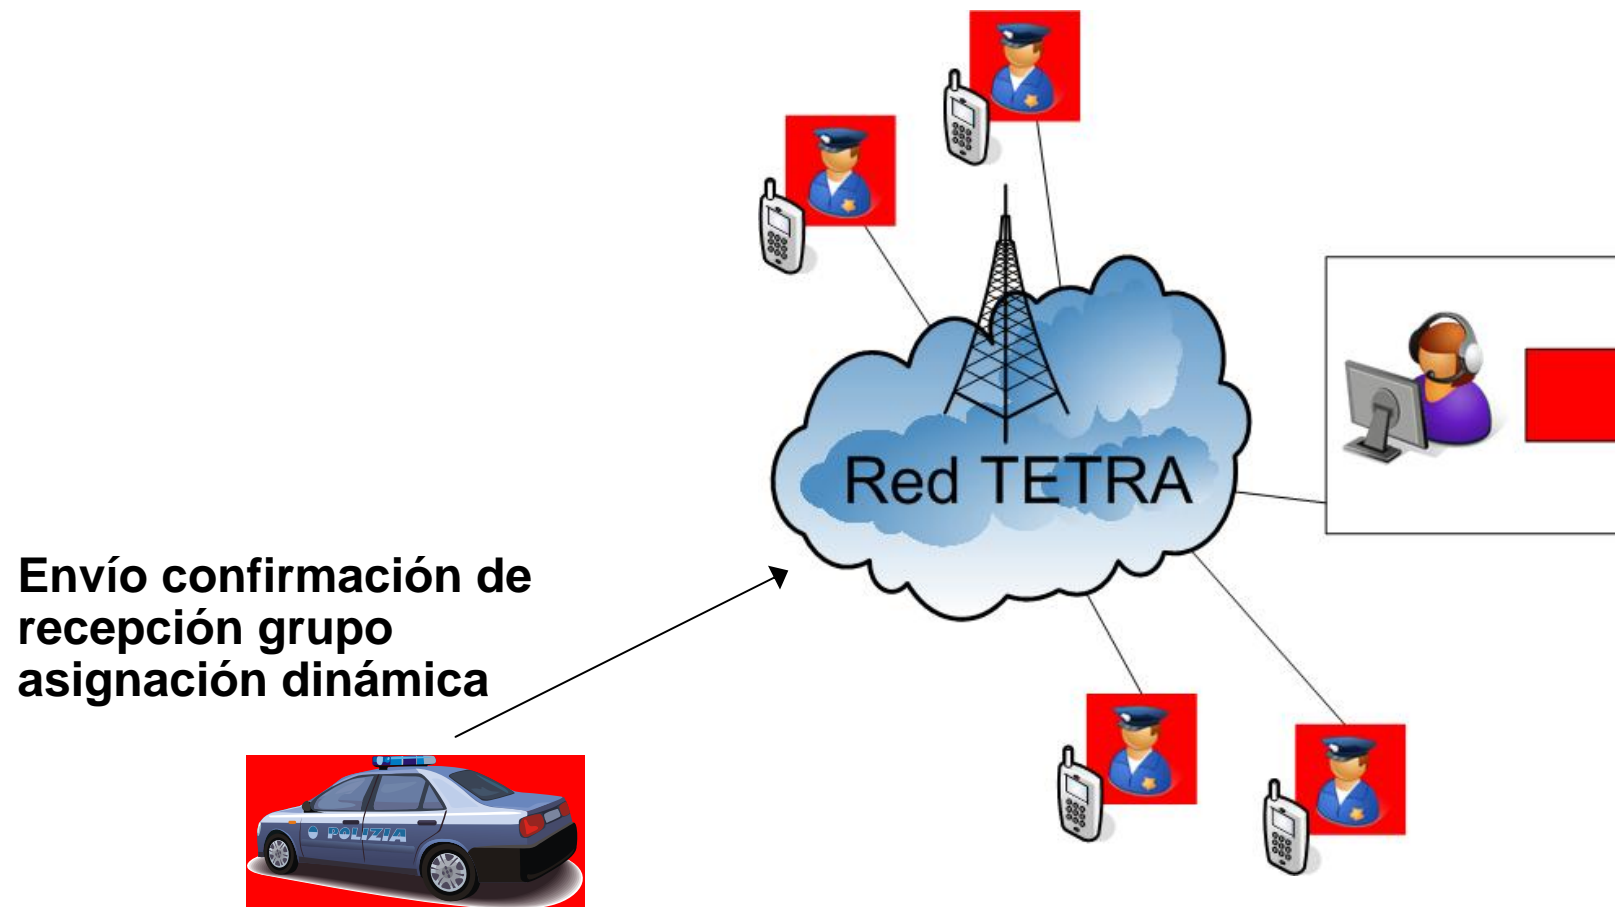 Red TETRA
Envío confirmación de
recepción grupo
asignación dinámica
POLIZIA